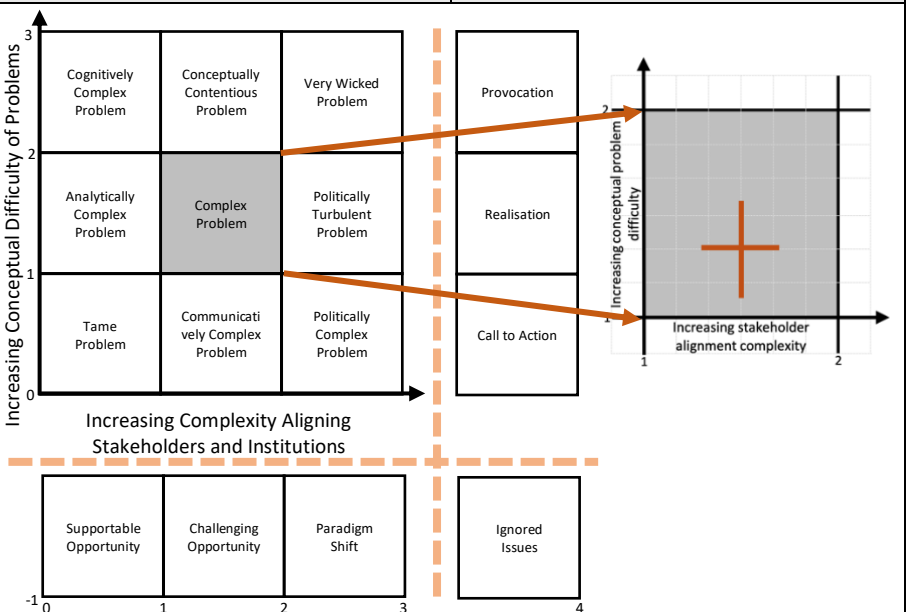 Increasing Conceptual Difficulty of Problems
3
Cognitively
Complex
Problem
Conceptually
Contentious
Problem
Very Wicked
Problem
Provocation
2
Analytically
Complex
Problem
Complex
Problem
Politically
Turbulent
Problem
Realisation
1
Tame
Problem
Communicati
vely Complex
Problem
Politically
Complex
Problem
Call to Action
0
Increasing Complexity Aligning
Stakeholders and Institutions
2
Increasing conceptual problem
difficulty
1
Increasing stakeholder
alignment complexity
1
2
Supportable
Opportunity
Challenging
Opportunity
Paradigm
Shift
Ignored
Issues
-1
0
1
2
3
4